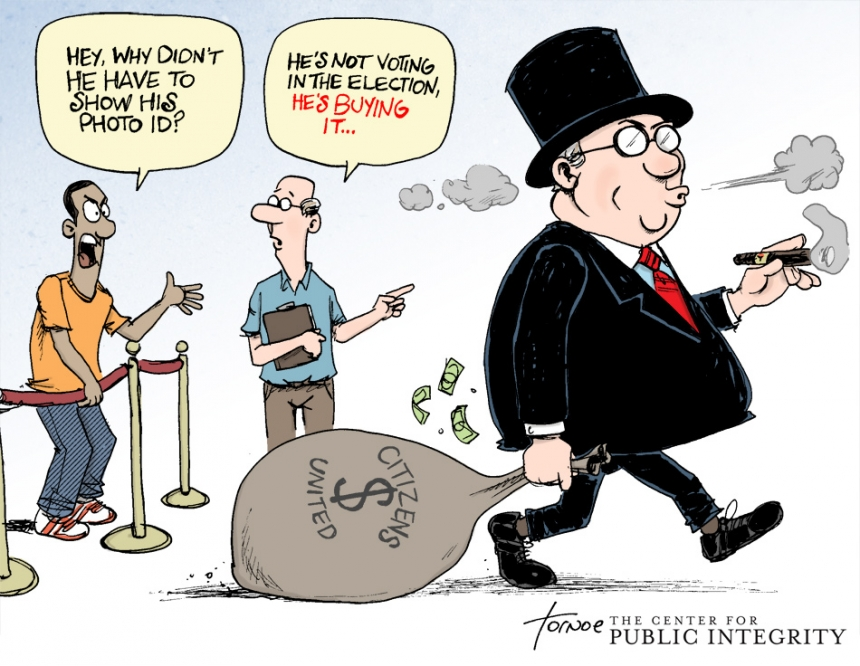 HEY, WHY DIDN'T
HE HAVE TO
SHOW HIS
PHOTO ID?
HE'S NOT VOTING
IN THE ELECTION,
HE'S BUYING
IT...
CITIZENS
$
UNITED
tornoe
THE CENTER FOR
PUBLIC INTEGRITY